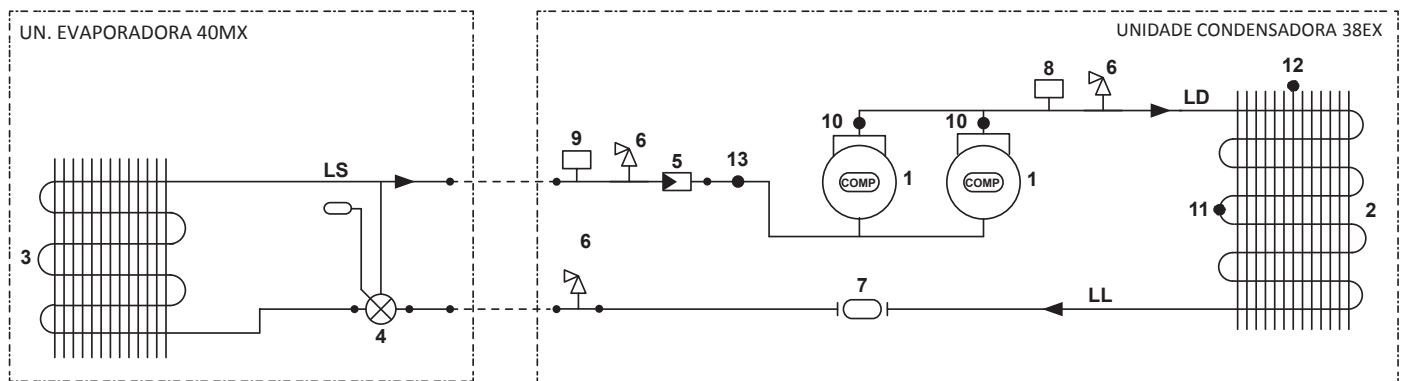 UN. EVAPORADORA 40MX
UNIDADE CONDENSADORA 38EX
8
6
12
LD
10
10
9
6
5
13
COMP
1
COMP
1
LS
11
2
3
6
7
LL
4